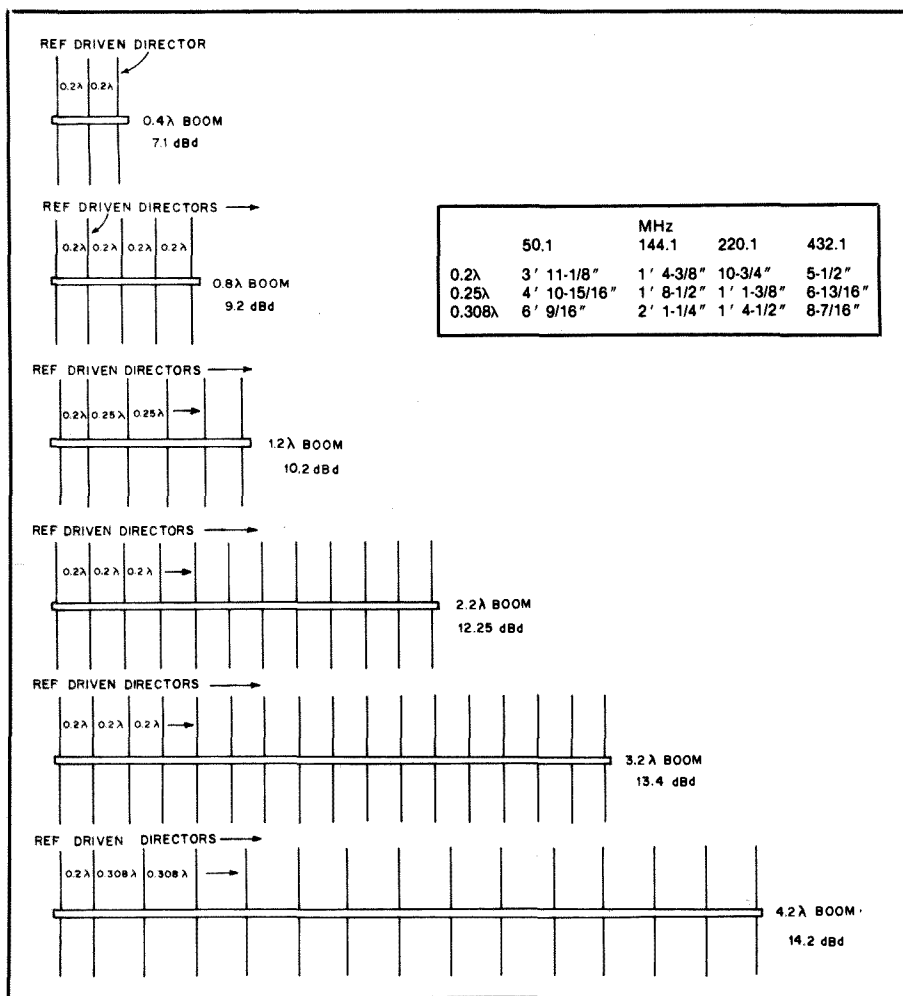 REF DRIVEN DIRECTOR
0.2λ 0.2λ
0.4λ BOOM
7.1 dBd
REF DRIVEN DIRECTORS
0.2λ 0.2λ 0.2λ 0.2λ
0.8λ BOOM
9.2 dBd
MHz
50.1 144.1 220.1 432.1
0.2λ 3' 11-1/8" 1' 4-3/8" 10-3/4" 5-1/2"
0.25λ 4' 10-15/16" 1' 8-1/2" 1' 1-3/8" 6-13/16"
0.308λ 6' 9/16" 2' 1-1/4" 1' 4-1/2" 8-7/16"
REF DRIVEN DIRECTORS
0.2λ 0.25λ 0.25λ
1.2λ BOOM
10.2 dBd
REF DRIVEN DIRECTORS
0.2λ 0.2λ 0.2λ
2.2λ BOOM
12.25 dBd
REF DRIVEN DIRECTORS
0.2λ 0.2λ 0.2λ
3.2λ BOOM
13.4 dBd
REF DRIVEN DIRECTORS
0.2λ 0.308λ 0.308λ
4.2λ BOOM
14.2 dBd